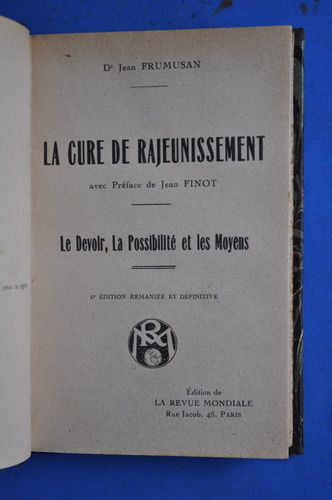 Dr Jean FRUMUSAN
LA CURE DE RAJEUNISSEMENT
avec Préface de Jean FINOT
Le Devoir, La Possibilité et les Moyens
6e ÉDITION REMANIÉE ET DÉFINITIVE
RM
Édition de
LA REVUE MONDIALE
Rue Jacob, 45, PARIS